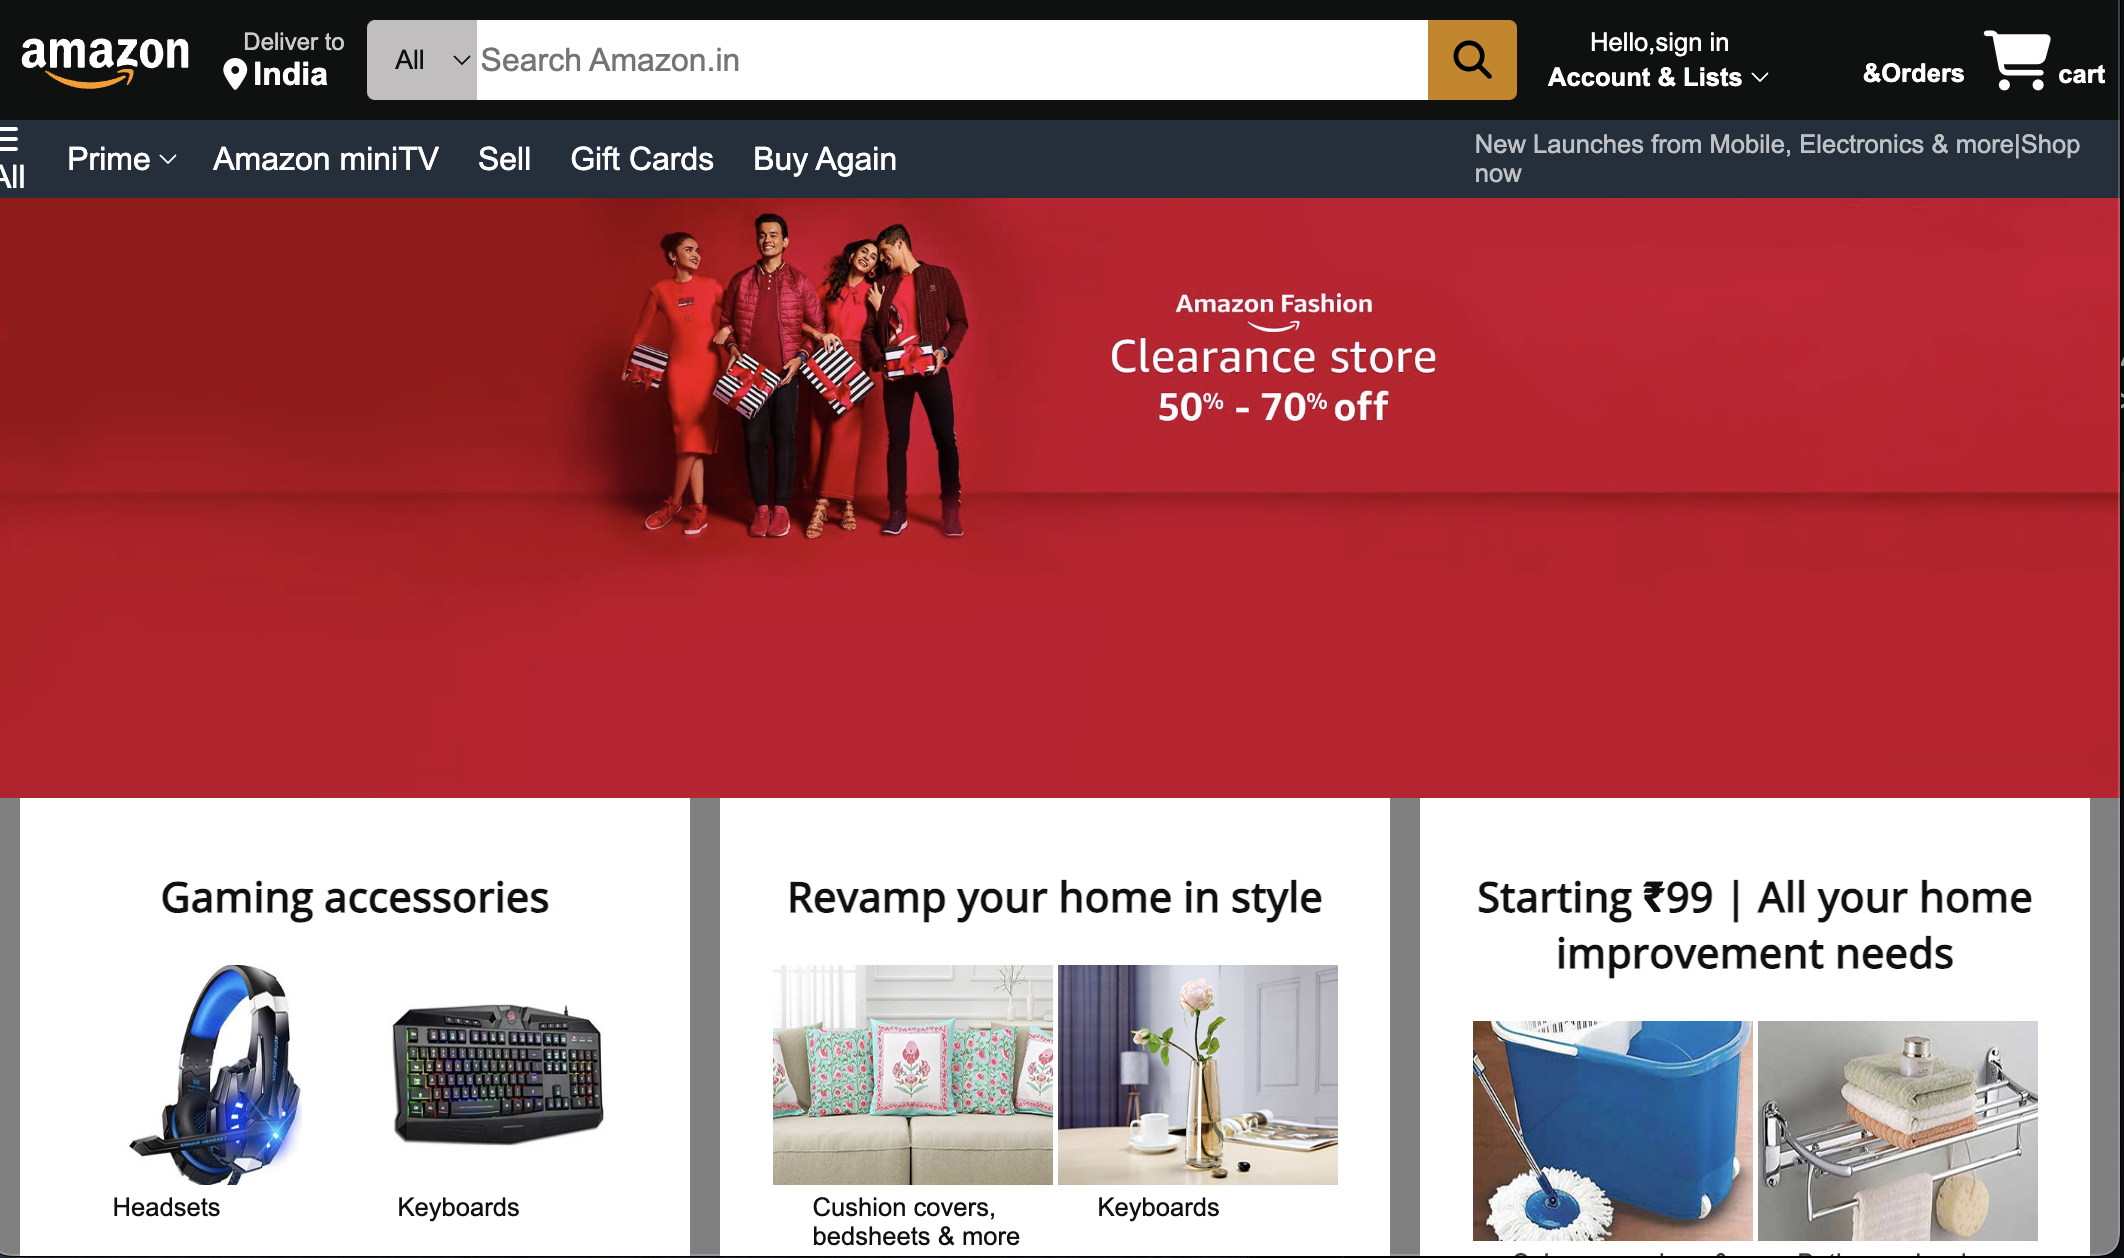 amazon
Deliver to
India
All
Search Amazon.in
Hello,sign in
Account & Lists
&Orders
cart
All
Prime
Amazon miniTV
Sell
Gift Cards
Buy Again
New Launches from Mobile, Electronics & more|Shop
now
Amazon Fashion
Clearance store
50% - 70% off
Gaming accessories
Headsets
Keyboards
Revamp your home in style
Cushion covers,
bedsheets & more
Keyboards
Starting ₹99 | All your home
improvement needs